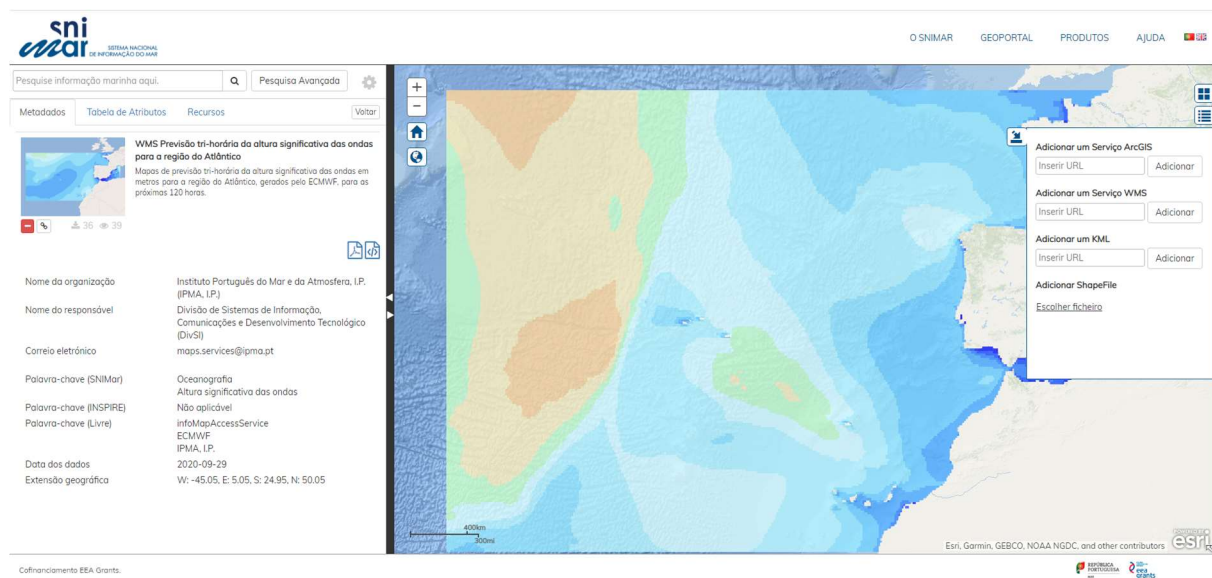 sni
mar
SISTEMA NACIONAL
DE INFORMAÇÃO DO MAR
O SNIMAR GEOPORTAL PRODUTOS AJUDA
Pesquise informação marinha aqui.
Pesquisa Avançada
Metadados Tabela de Atributos Recursos Voltar
WMS Previsão tri-horária da altura significativa das ondas
para a região do Atlântico
Mapas de previsão tri-horária da altura significativa das ondas em
metros para a região do Atlântico, gerados pelo ECMWF, para as
próximas 120 horas.
36 39
Nome da organização Instituto Português do Mar e da Atmosfera, I.P.
(IPMA, I.P.)
Nome do responsável Divisão de Sistemas de Informação,
Comunicações e Desenvolvimento Tecnológico
(DivSI)
Correio eletrónico maps.services@ipma.pt
Palavra-chave (SNIMar) Oceanografia
Altura significativa das ondas
Palavra-chave (INSPIRE) Não aplicável
Palavra-chave (Livre) infoMapAccessService
ECMWF
IPMA, I.P.
Data dos dados 2020-09-29
Extensão geográfica W: -45.05, E: 5.05, S: 24.95, N: 50.05
+
−
Adicionar um Serviço ArcGIS
Inserir URL Adicionar
Adicionar um Serviço WMS
Inserir URL Adicionar
Adicionar um KML
Inserir URL Adicionar
Adicionar ShapeFile
Escolher ficheiro
400km
300mi
Esri, Garmin, GEBCO, NOAA NGDC, and other contributors
POWERED BY
esri
Cofinanciamento EEA Grants.
REPÚBLICA
PORTUGUESA
eea
grants